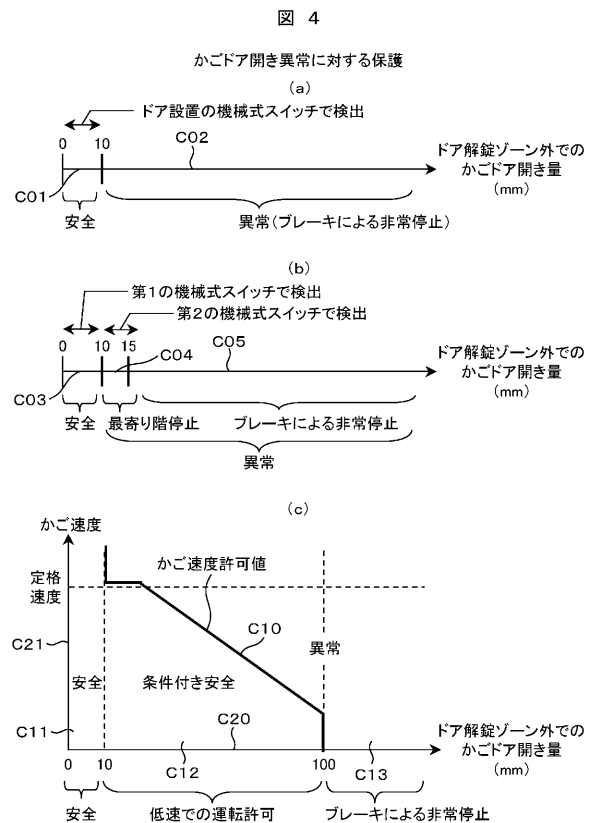 図 4
かごドア開き異常に対する保護
(a)
ドア設置の機械式スイッチで検出
0
10
C02
ドア解錠ゾーン外での
かごドア開き量
(mm)
C01
安全
異常(ブレーキによる非常停止)
(b)
第1の機械式スイッチで検出
第2の機械式スイッチで検出
0
10
15
C04
C05
ドア解錠ゾーン外での
かごドア開き量
(mm)
C03
安全
最寄り階停止
ブレーキによる非常停止
異常
(c)
かご速度
定格
速度
かご速度許可値
C10
C21
異常
安全
条件付き安全
C11
C20
ドア解錠ゾーン外での
かごドア開き量
(mm)
0
10
C12
100
C13
安全
低速での運転許可
ブレーキによる非常停止